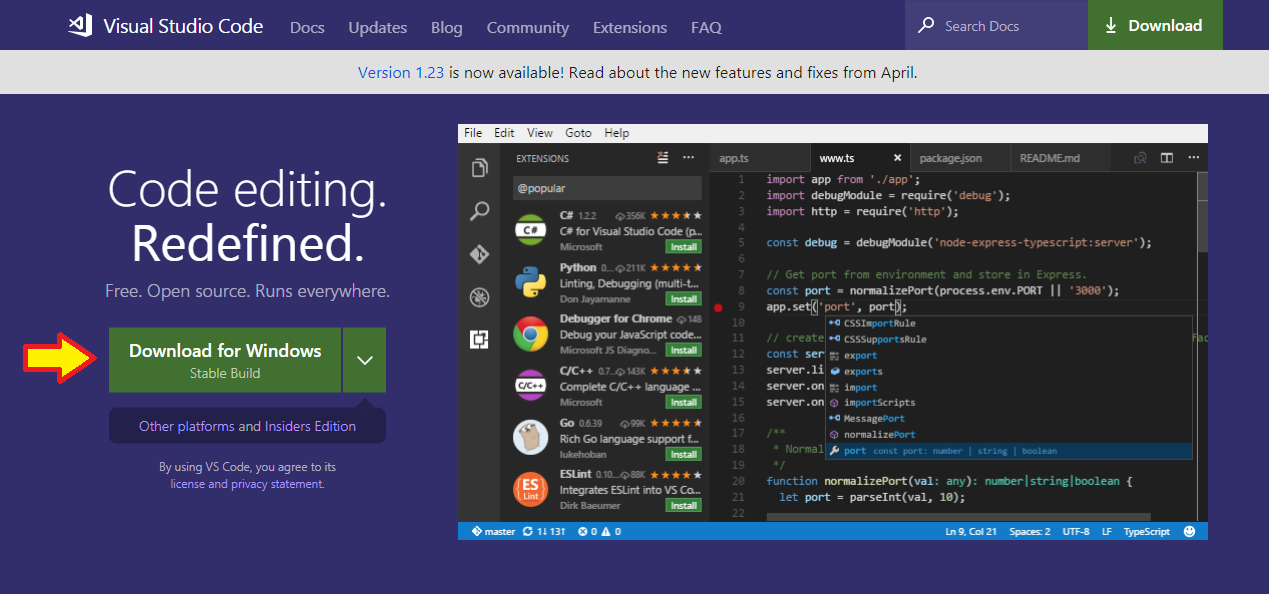 Visual Studio Code Docs Updates Blog Community Extensions FAQ Search Docs Download
Version 1.23 is now available! Read about the new features and fixes from April.
Code editing.
Redefined.
Free. Open source. Runs everywhere.
Download for Windows
Stable Build
Other platforms and Insiders Edition
By using VS Code, you agree to its
license and privacy statement.
File Edit View Goto Help
EXTENSIONS
@popular
C# 1.2.2 356K
C# for Visual Studio Code (p...
Microsoft Install
Python 0... 211K
Linting, Debugging (multi-t...
Don Jayamanne Install
Debugger for Chrome 148
Debug your JavaScript code...
Microsoft JS Diagno... Install
C/C++ 0.7... 143K
Complete C/C++ language ...
Microsoft Install
Go 0.6.39 99K
Rich Go language support f...
lukehoban Install
ESLint 0.10... 88K
Integrates ESLint into VS Co...
Dirk Baeumer Install
C#
C/C++
ES
Lint
app.ts www.ts package.json README.md
1 import app from './app';
2 import debugModule = require('debug');
3 import http = require('http');
4
5 const debug = debugModule('node-express-typescript:server');
6
7 // Get port from environment and store in Express.
8 const port = normalizePort(process.env.PORT || '3000');
9 app.set('port', port);
10
11 // create
12 const ser
13 server.li
14 server.on
15 server.on
16
17 /**
18 * Normal
19 */
20 function normalizePort(val: any): number|string|boolean {
21 let port = parseInt(val, 10);
22
CSSImportRule
CSSSupportsRule
export
exports
import
importScripts
MessagePort
normalizePort
port const port: number | string | boolean
master 1↓ 13↑ 0 0 Ln 9, Col 21 Spaces: 2 UTF-8 LF TypeScript